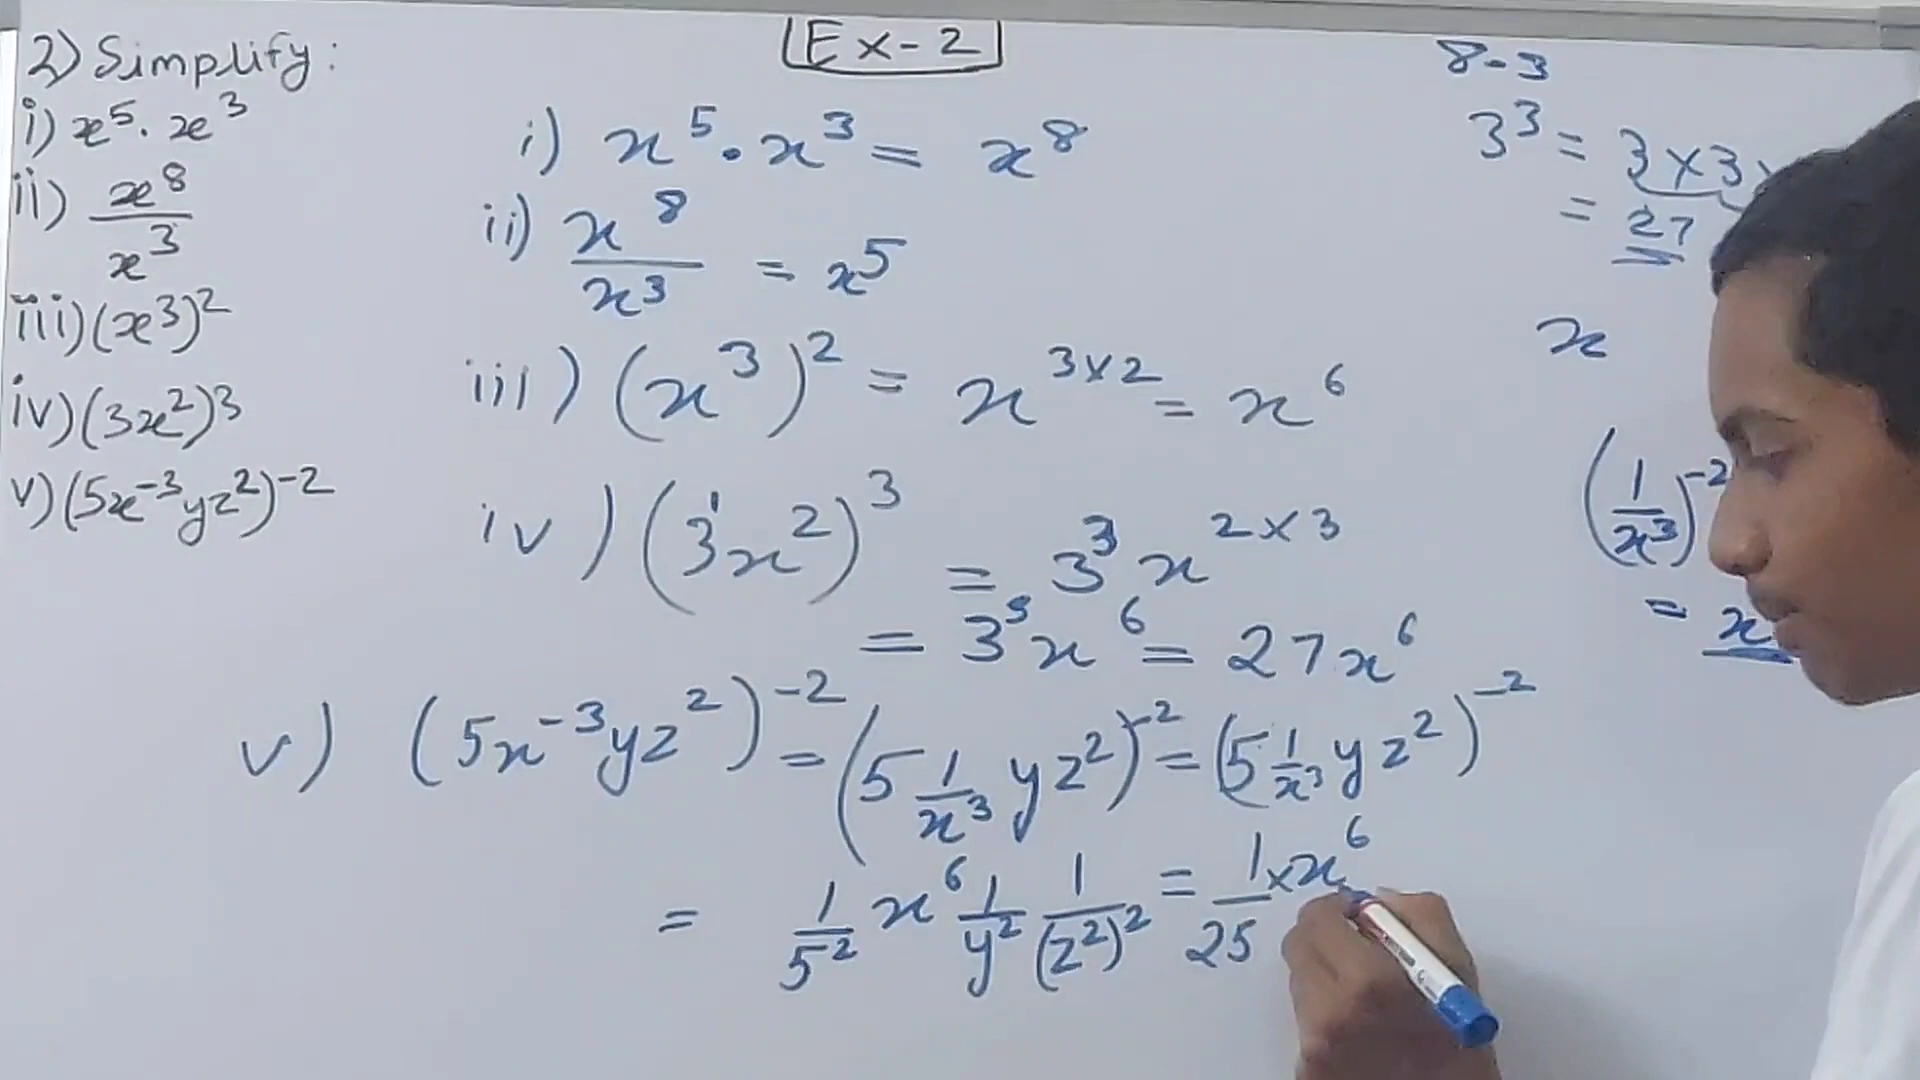 Ex-2
2) Simplify:
i) x⁵ · x³
ii) x⁸/x³
iii) (x³)²
iv) (3x²)³
v) (5x⁻³yz²)⁻²
i) x⁵ · x³ = x⁸
ii) x⁸/x³ = x⁵
iii) (x³)² = x³ˣ² = x⁶
iv) (3¹x²)³ = 3³ x²ˣ³
= 3³x⁶ = 27x⁶
v) (5x⁻³yz²)⁻² = (5 1/x³ yz²)⁻² = (5 1/x³ yz²)⁻²
= 1/5² x⁶ 1/y² 1/(z²)² = 1/25 × x⁶
8-3
3³ = 3×3
= 27
x
(1/x³)⁻²
= x